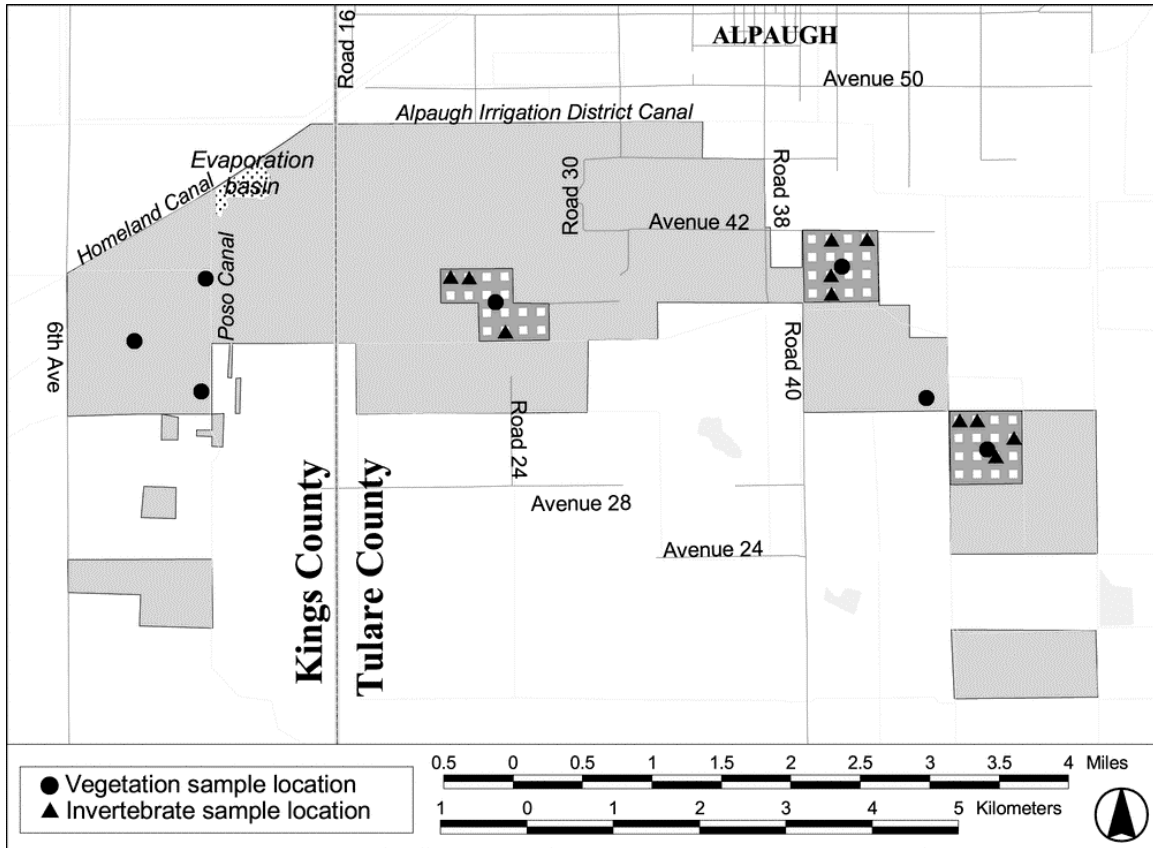 Road 16
ALPAUGH
Avenue 50
Alpaugh Irrigation District Canal
Evaporation
basin
Homeland Canal
Road 30
Road 38
Avenue 42
Poso Canal
6th Ave
Road 40
Road 24
Kings County
Tulare County
Avenue 28
Avenue 24
Vegetation sample location
Invertebrate sample location
0.5 0 0.5 1 1.5 2 2.5 3 3.5 4 Miles
1 0 1 2 3 4 5 Kilometers